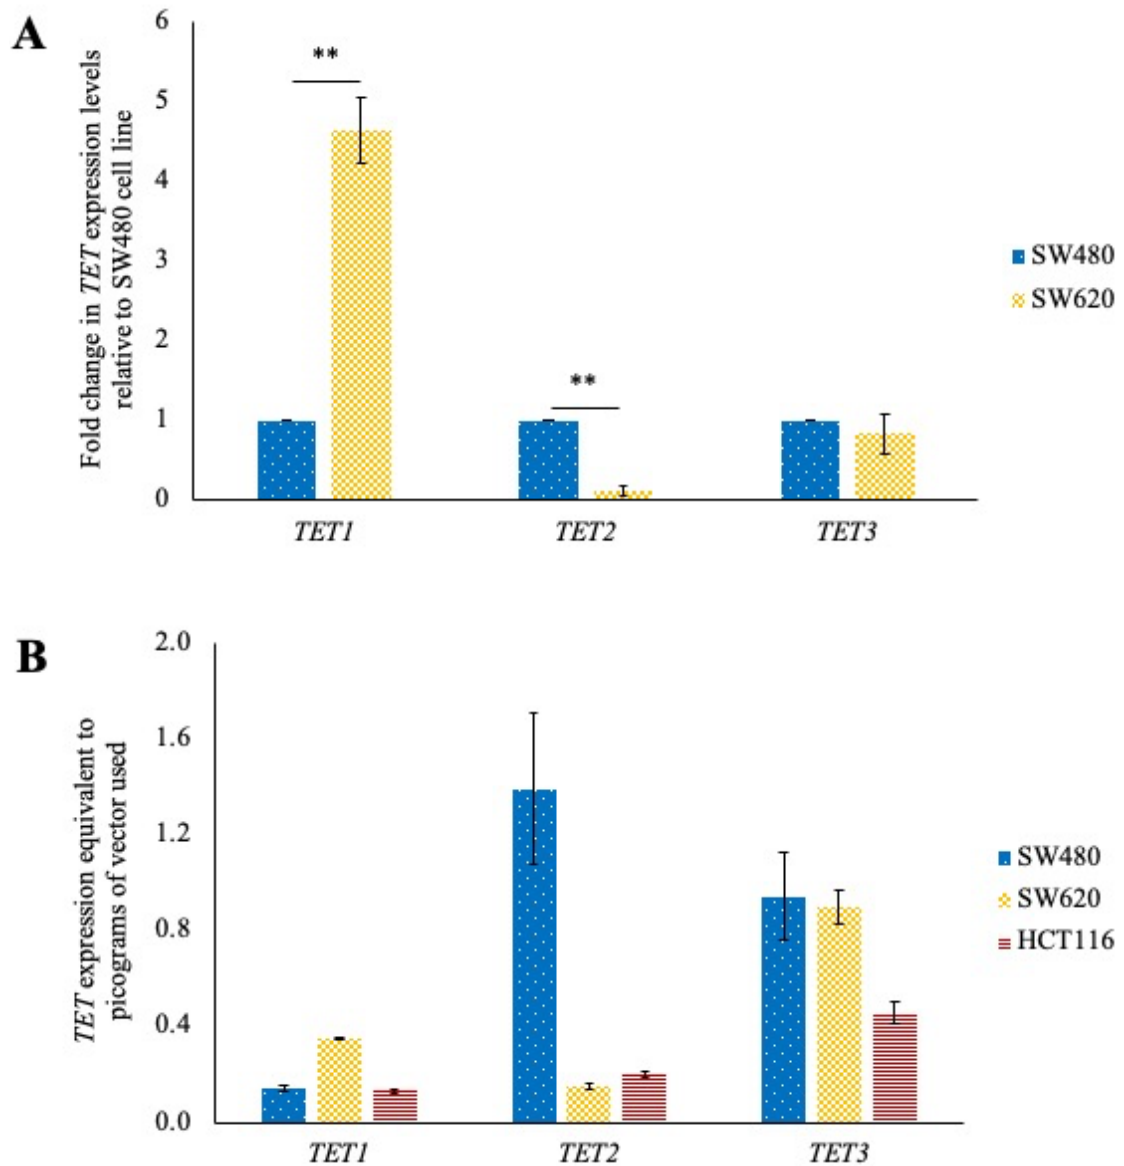 A
Fold change in TET expression levels
relative to SW480 cell line
6
5
4
3
2
1
0
**
**
TET1 TET2 TET3
SW480
SW620
B
TET expression equivalent to
picograms of vector used
2.0
1.6
1.2
0.8
0.4
0.0
TET1 TET2 TET3
SW480
SW620
HCT116